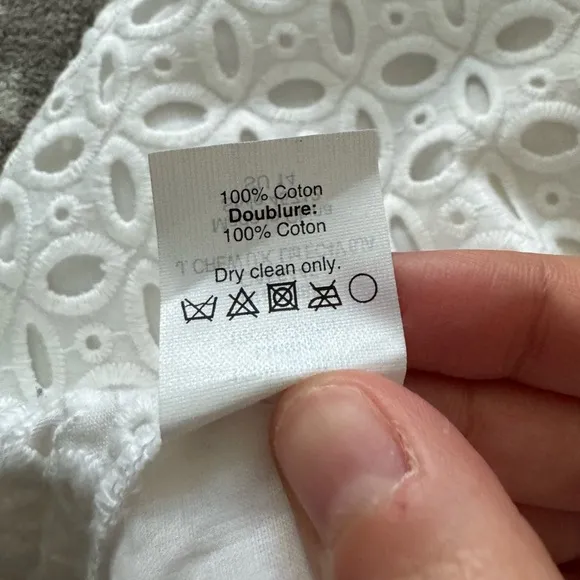 100% Coton
Doublure:
100% Coton
Dry clean only.